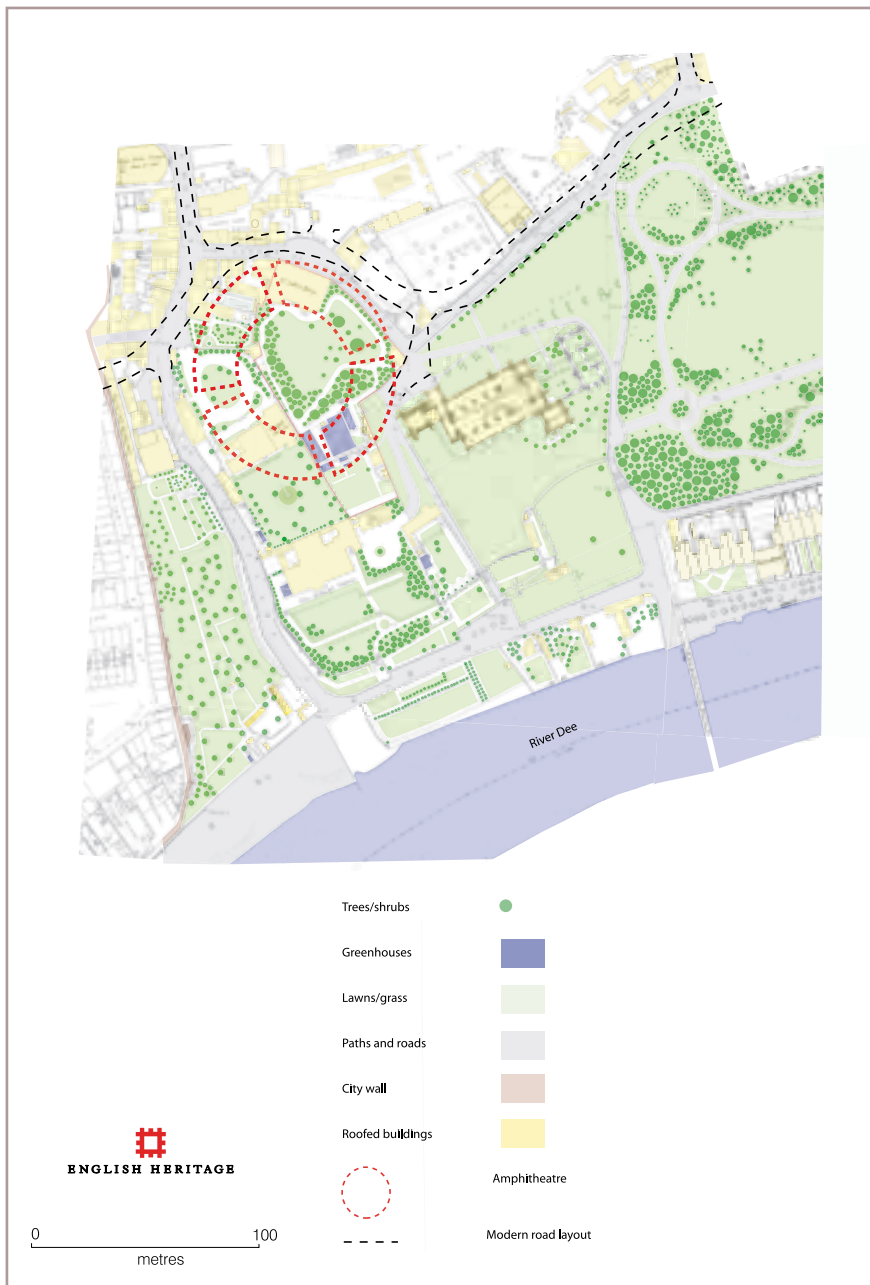 River Dee
Trees/shrubs
Greenhouses
Lawns/grass
Paths and roads
City wall
Roofed buildings
Amphitheatre
Modern road layout
ENGLISH HERITAGE
0 100
metres